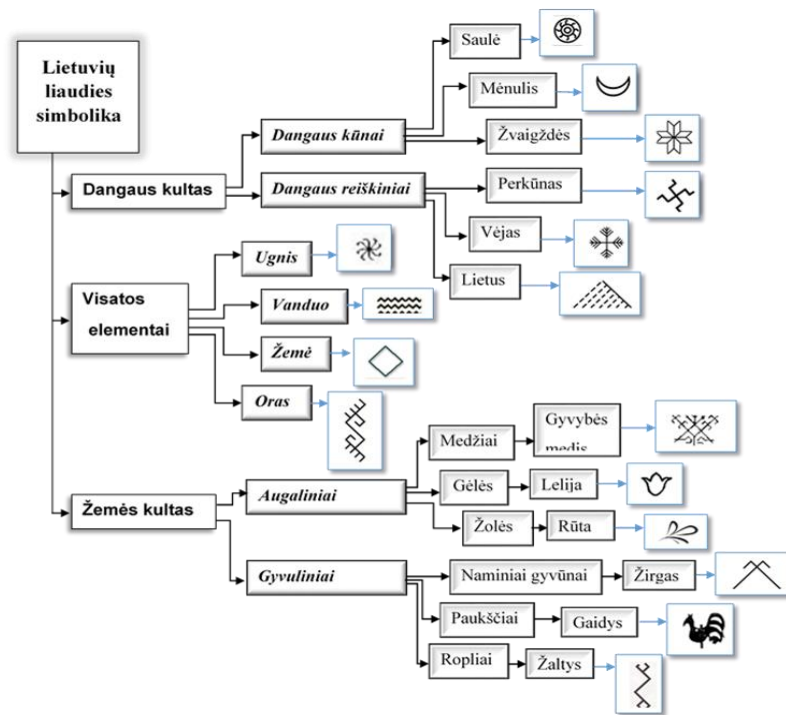 Lietuvių
liaudies
simbolika
Dangaus kultas
Dangaus kūnai
Saulė
Mėnulis
Žvaigždės
Dangaus reiškiniai
Perkūnas
Vėjas
Lietus
Visatos
elementai
Ugnis
Vanduo
Žemė
Oras
Žemės kultas
Augaliniai
Medžiai
Gyvybės
medis
Gėlės
Lelija
Žolės
Rūta
Gyvuliniai
Naminiai gyvūnai
Žirgas
Paukščiai
Gaidys
Ropliai
Žaltys